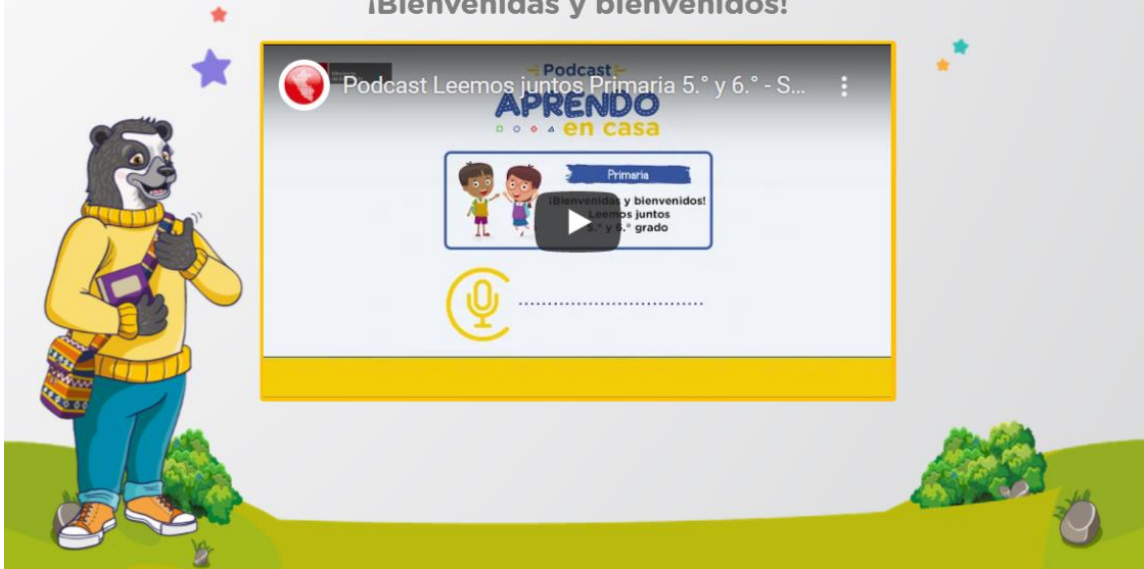 ¡Bienvenidas y bienvenidos!
Podcast
Podcast Leemos juntos Primaria 5.° y 6.° - S...
APRENDO
en casa
Primaria
¡Bienvenidas y bienvenidos!
Leemos juntos
5.° y 6.° grado